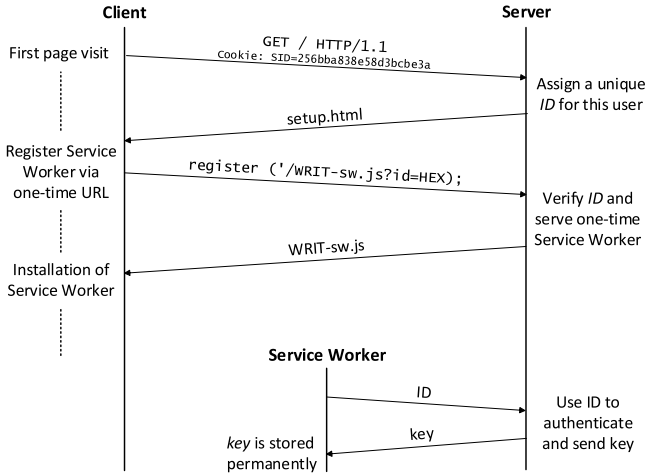 Client
Server
First page visit
GET / HTTP/1.1
Cookie: SID=256bba838e58d3bcbe3a
Assign a unique
ID for this user
setup.html
Register Service
Worker via
one-time URL
register ('/WRIT-sw.js?id=HEX);
Verify ID and
serve one-time
Service Worker
WRIT-sw.js
Installation of
Service Worker
Service Worker
ID
Use ID to
authenticate
and send key
key
key is stored
permanently